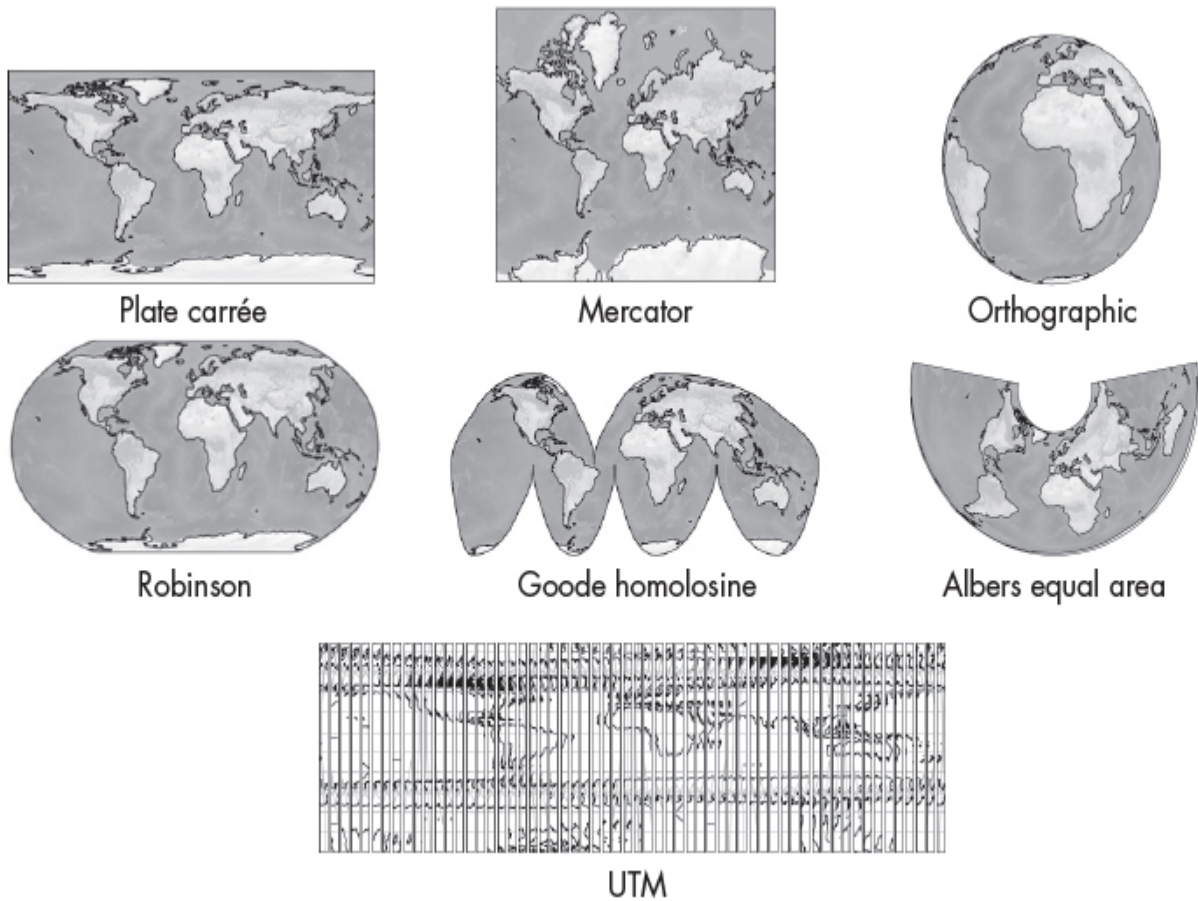 Plate carrée
Mercator
Orthographic
Robinson
Goode homolosine
Albers equal area
UTM